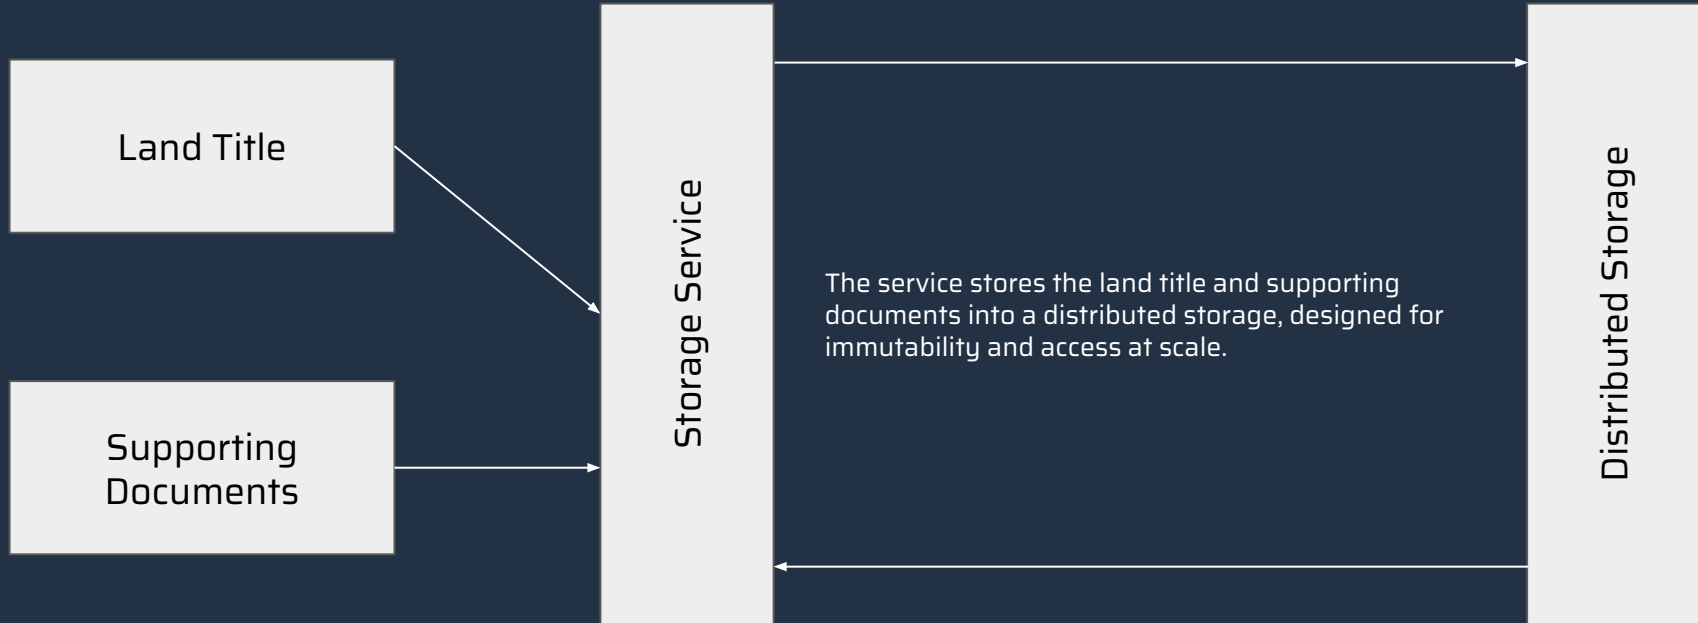 Land Title
Supporting
Documents
Storage Service
The service stores the land title and supporting
documents into a distributed storage, designed for
immutability and access at scale.
Distributed Storage